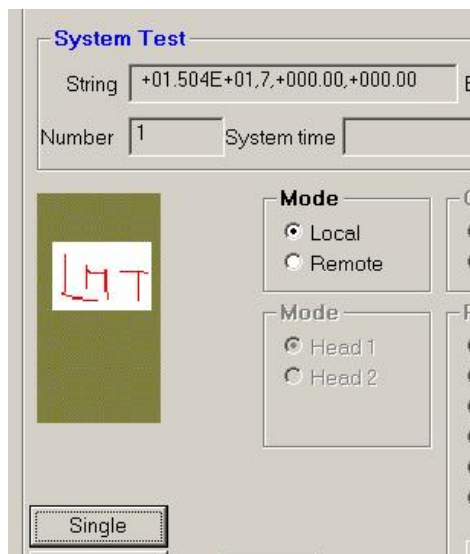 System Test
String +01.504E+01,7,+000.00,+000.00
Number 1 System time
LMT
Mode
Local
Remote
Mode
Head 1
Head 2
Single